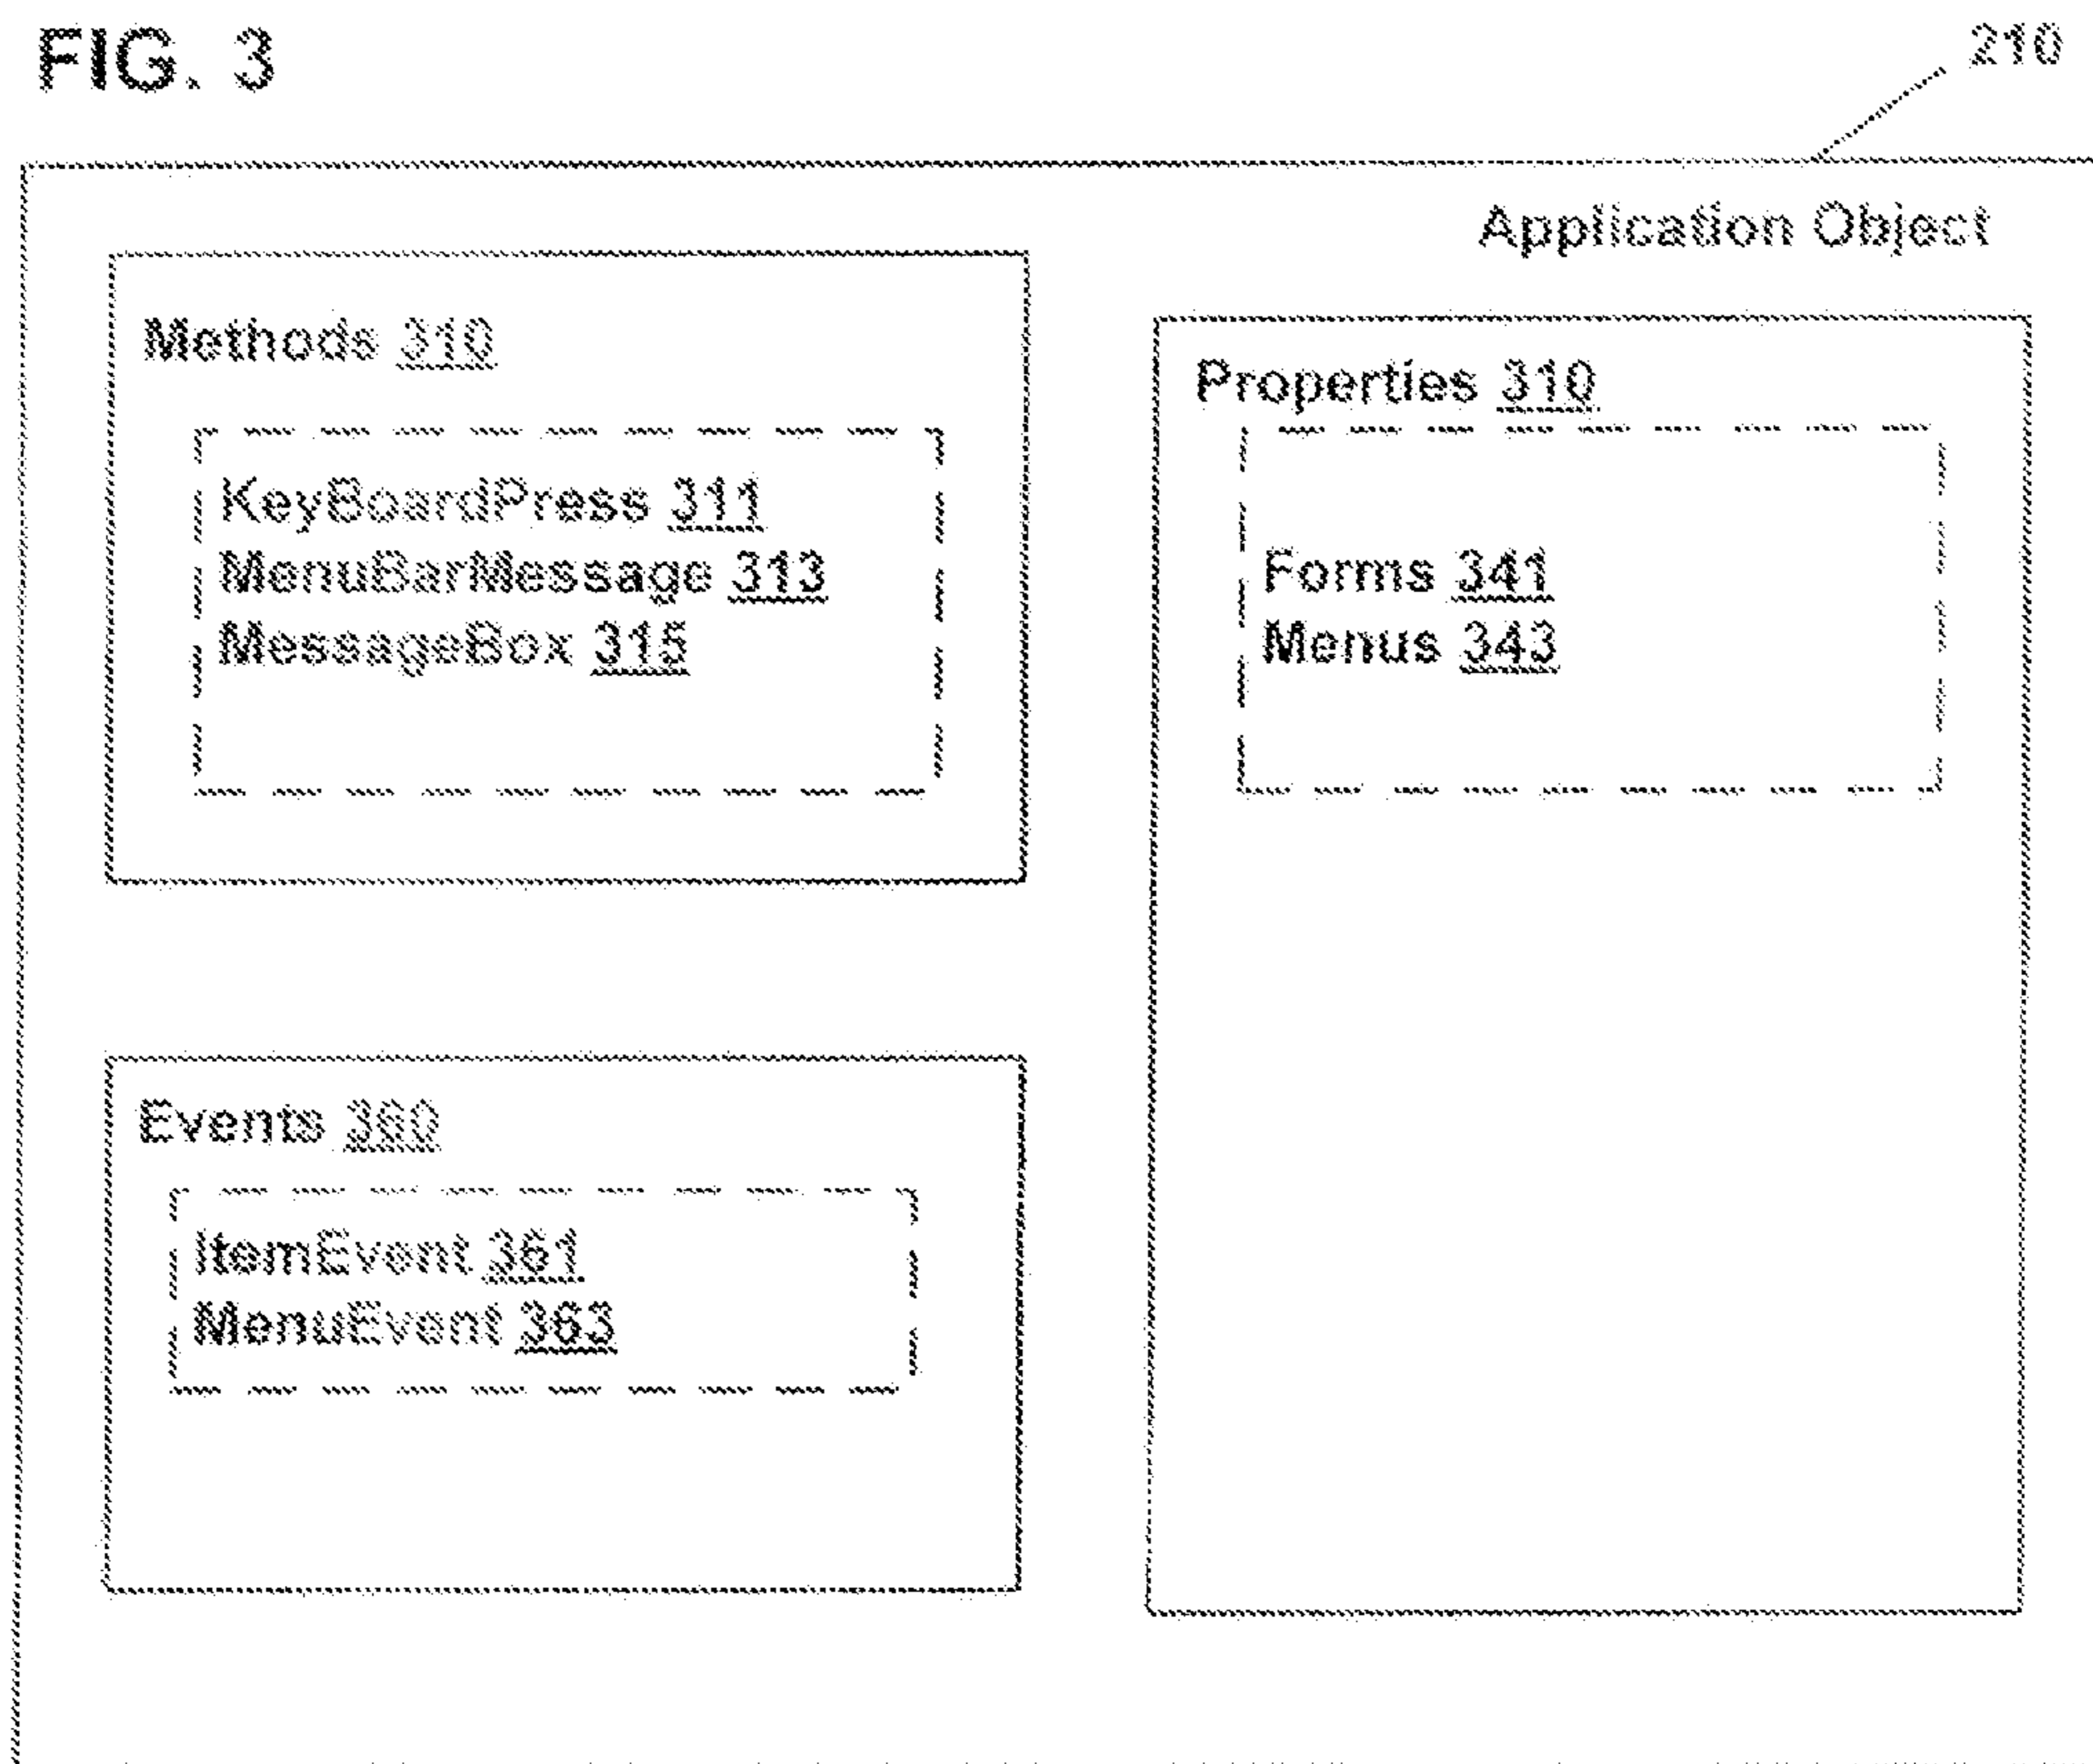 FIG. 3
210
Application Object
Methods 310
KeyBoardPress 311
MenuBarMessage 313
MessageBox 315
Properties 310
Forms 341
Menus 343
Events 360
ItemEvent 361
MenuEvent 363